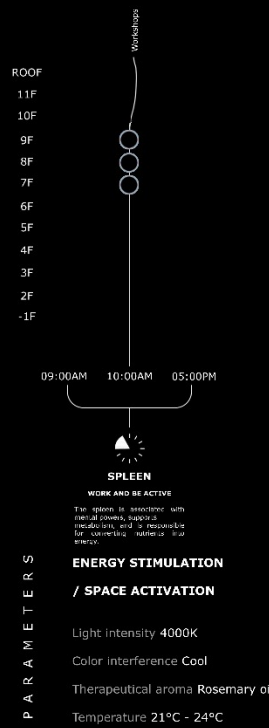 Workshops
ROOF
11F
10F
9F
8F
7F
6F
5F
4F
3F
2F
-1F
09:00AM 10:00AM 05:00PM
SPLEEN
WORK AND BE ACTIVE
The spleen is associated with
mental powers, supports
metabolism, and is responsible
for converting nutrients into
energy.
ENERGY STIMULATION
/ SPACE ACTIVATION
PARAMETERS
Light intensity 4000K
Color interference Cool
Therapeutical aroma Rosemary oi
Temperature 21°C - 24°C